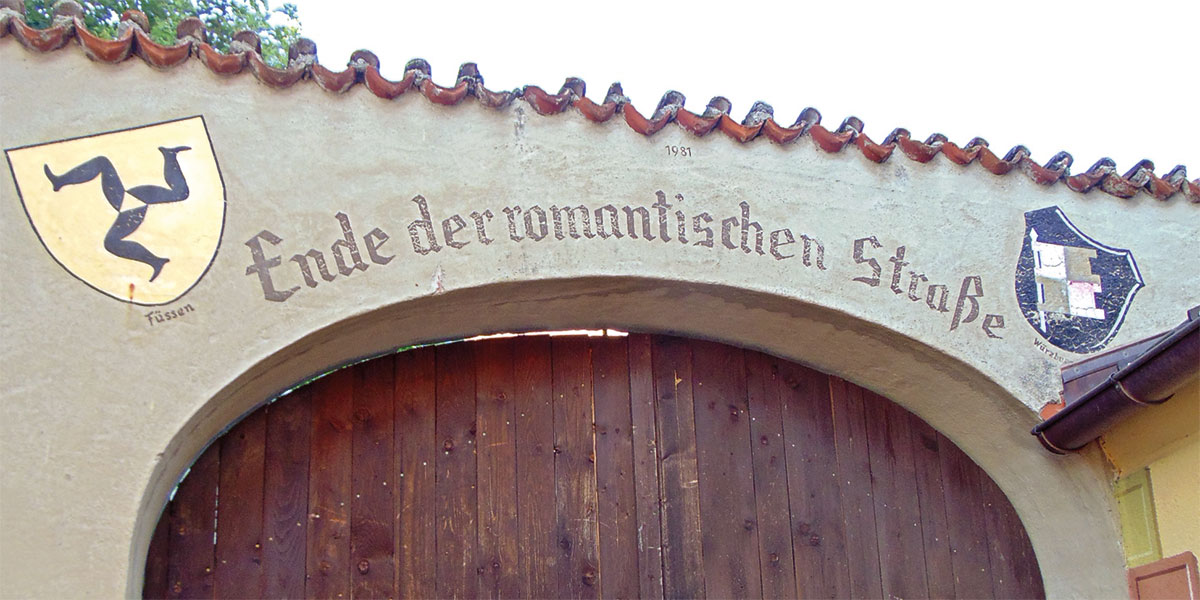 1981
Ende der romantischen Straße
Füssen